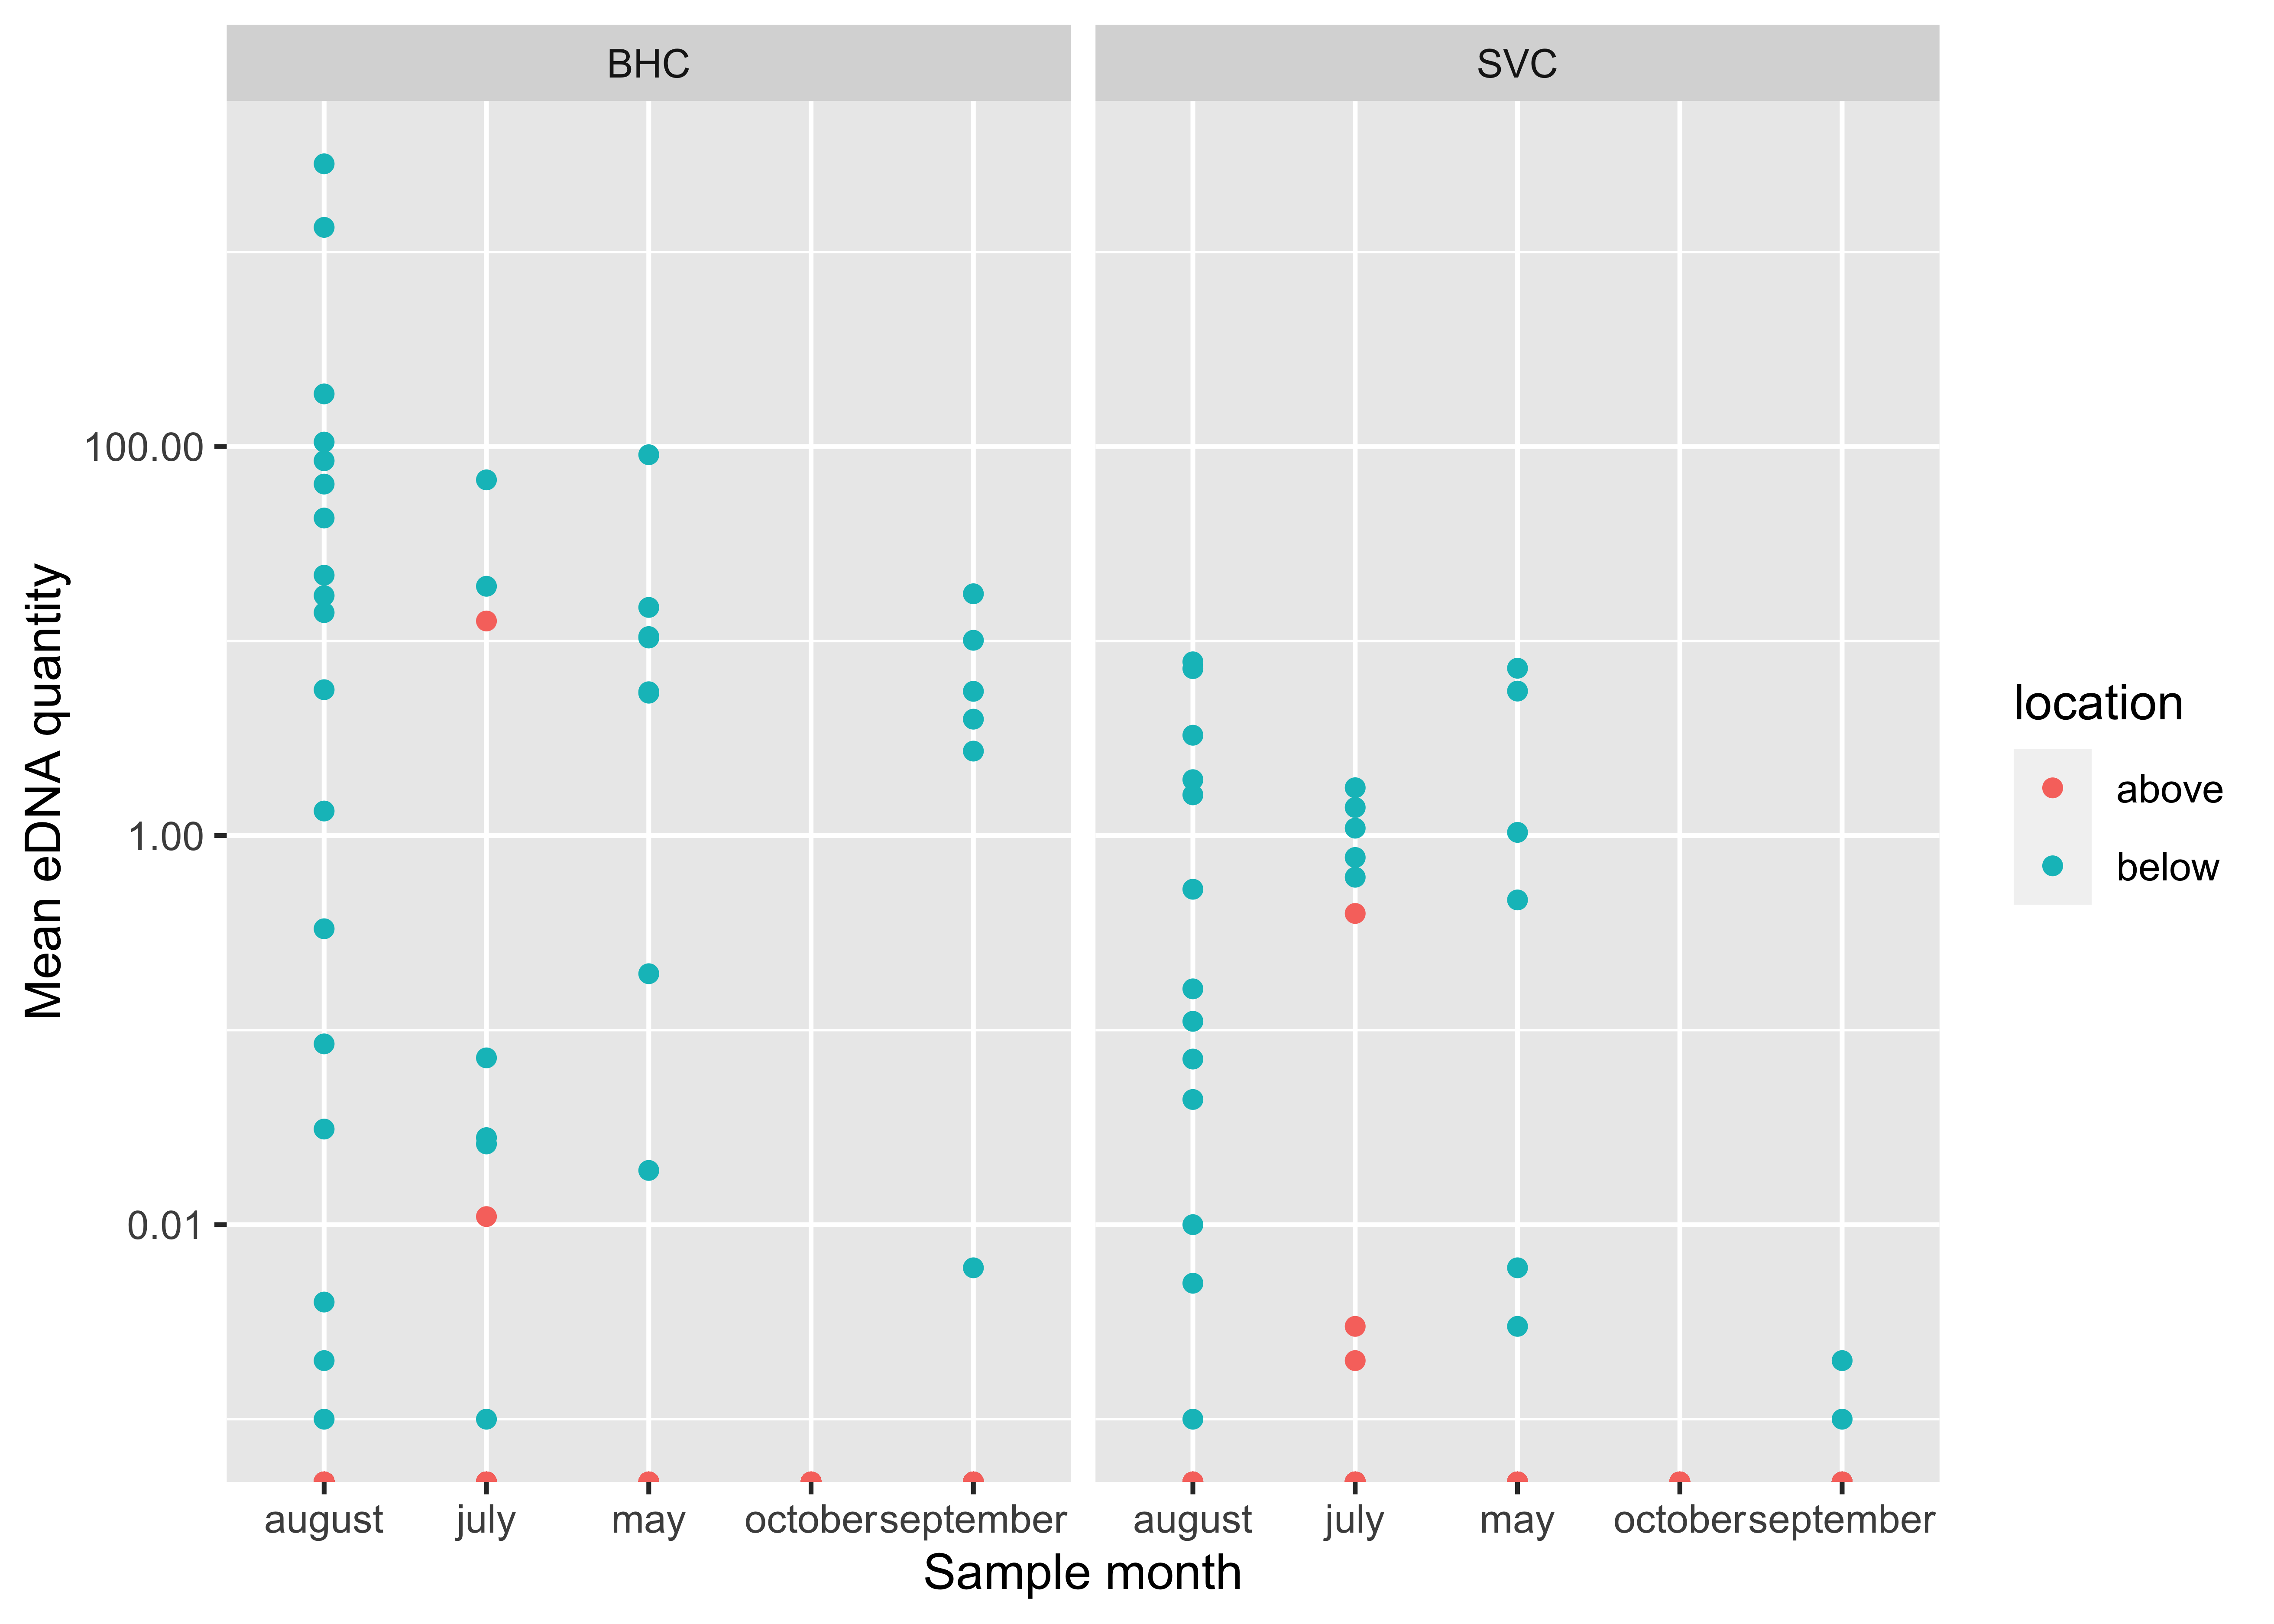 BHC SVC
Mean eDNA quantity
100.00
1.00
0.01
august july may october september august july may october september
Sample month
location
above
below